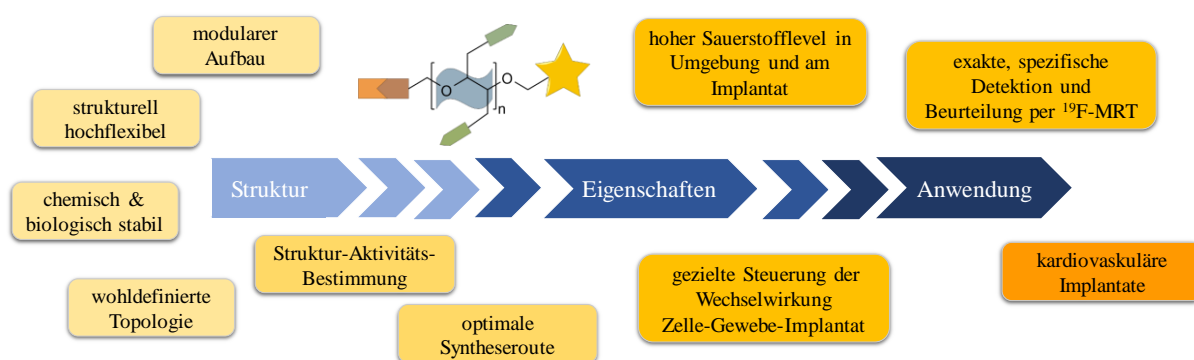 modularer
Aufbau
hoher Sauerstofflevel in
Umgebung und am
Implantat
exakte, spezifische
Detektion und
Beurteilung per ¹⁹F-MRT
O
O
n
strukturell
hochflexibel
Struktur
Eigenschaften
Anwendung
chemisch &
biologisch stabil
Struktur-Aktivitäts-
Bestimmung
gezielte Steuerung der
Wechselwirkung
Zelle-Gewebe-Implantat
kardiovaskuläre
Implantate
wohldefinierte
Topologie
optimale
Syntheseroute